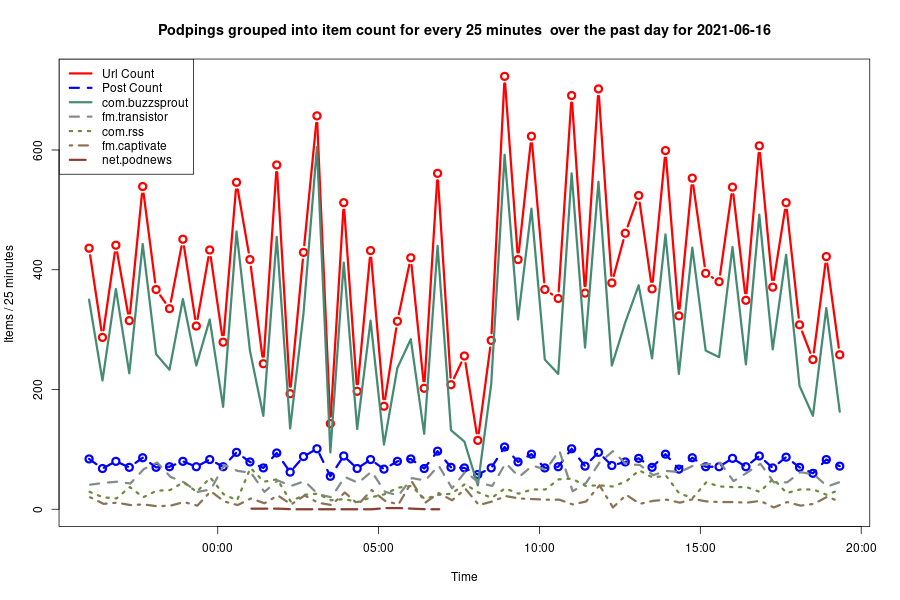 Podpings grouped into item count for every 25 minutes  over the past day for 2021-06-16
Url Count
Post Count
com.buzzsprout
fm.transistor
com.rss
fm.captivate
net.podnews
Items / 25 minutes
600
400
200
0
00:00
05:00
10:00
15:00
20:00
Time